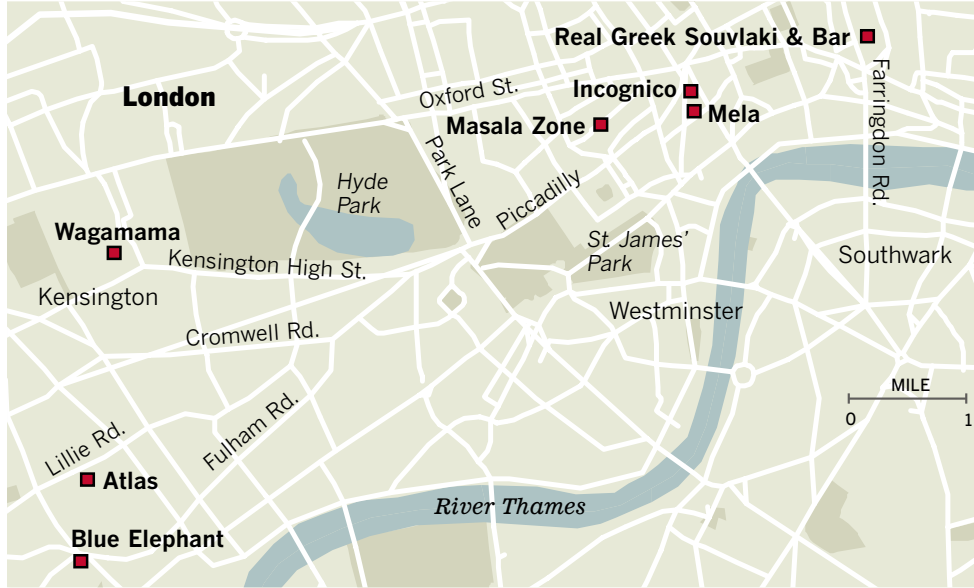 Real Greek Souvlaki & Bar
London
Oxford St.
Incognico
Mela
Masala Zone
Farringdon Rd.
Park Lane
Hyde
Park
Piccadilly
Wagamama
St. James’
Park
Southwark
Kensington High St.
Kensington
Westminster
Cromwell Rd.
MILE
0
1
Fulham Rd.
Lillie Rd.
Atlas
River Thames
Blue Elephant